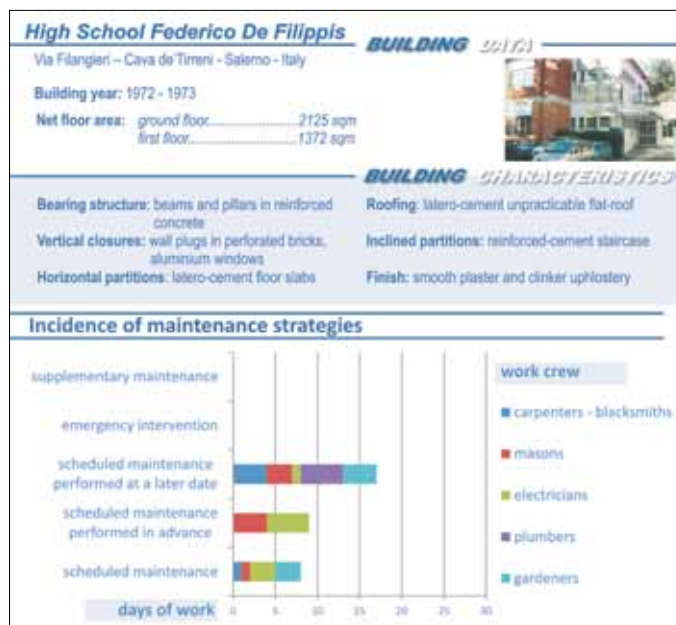 High School Federico De Filippis
BUILDING DATA
Via Filangieri – Cava de'Tirreni - Salerno - Italy
Building year: 1972 - 1973
Net floor area: ground floor..............................2125 sqm
first floor..................................1372 sqm
BUILDING CHARACTERISTICS
Bearing structure: beams and pillars in reinforced
concrete
Vertical closures: wall plugs in perforated bricks,
aluminium windows
Horizontal partitions: latero-cement floor slabs
Roofing: latero-cement unpracticable flat-roof
Inclined partitions: reinforced-cement staircase
Finish: smooth plaster and clinker uphlostery
Incidence of maintenance strategies
supplementary maintenance
emergency intervention
scheduled maintenance
performed at a later date
scheduled maintenance
performed in advance
scheduled maintenance
days of work
0 5 10 15 20 25 30
work crew
carpenters - blacksmiths
masons
electricians
plumbers
gardeners